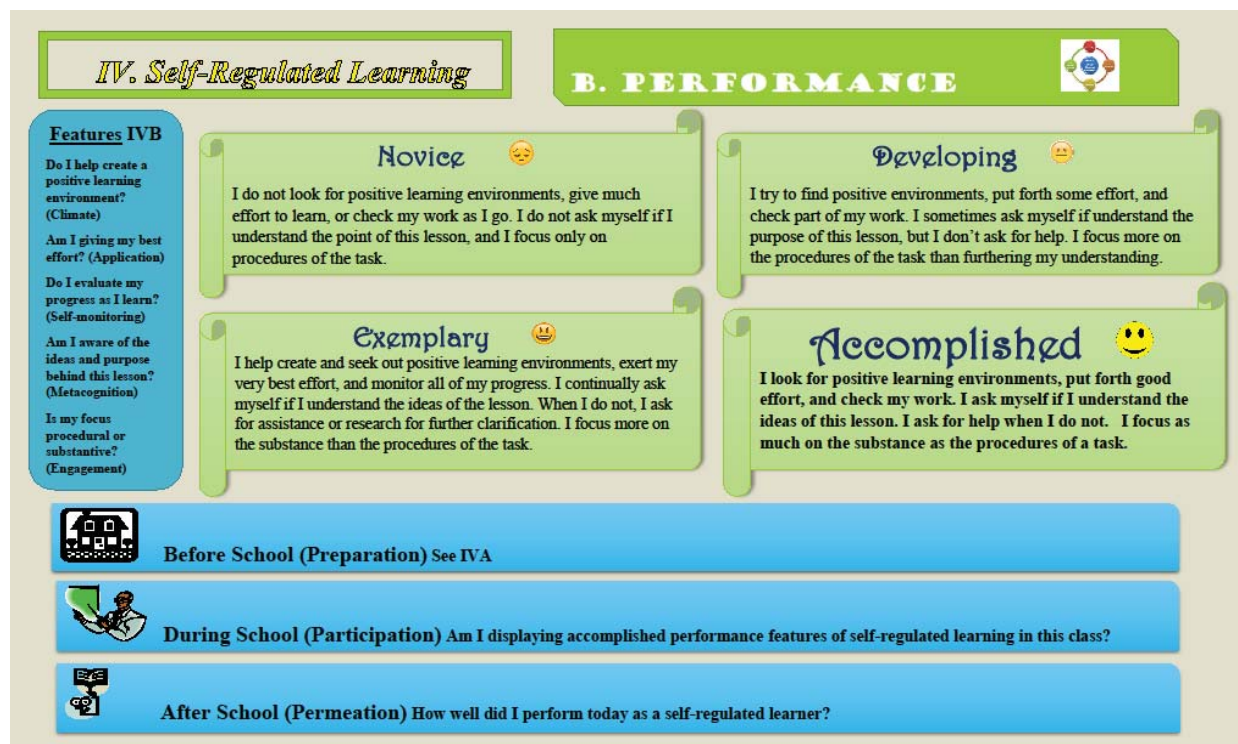 IV. Self-Regulated Learning
B. PERFORMANCE
Features IVB
Do I help create a
positive learning
environment?
(Climate)
Am I giving my best
effort? (Application)
Do I evaluate my
progress as I learn?
(Self-monitoring)
Am I aware of the
ideas and purpose
behind this lesson?
(Metacognition)
Is my focus
procedural or
substantive?
(Engagement)
Novice
I do not look for positive learning environments, give much
effort to learn, or check my work as I go. I do not ask myself if I
understand the point of this lesson, and I focus only on
procedures of the task.
Developing
I try to find positive environments, put forth some effort, and
check part of my work. I sometimes ask myself if understand the
purpose of this lesson, but I don't ask for help. I focus more on
the procedures of the task than furthering my understanding.
Exemplary
I help create and seek out positive learning environments, exert my
very best effort, and monitor all of my progress. I continually ask
myself if I understand the ideas of the lesson. When I do not, I ask
for assistance or research for further clarification. I focus more on
the substance than the procedures of the task.
Accomplished
I look for positive learning environments, put forth good
effort, and check my work. I ask myself if I understand the
ideas of this lesson. I ask for help when I do not. I focus as
much on the substance as the procedures of a task.
Before School (Preparation) See IVA
During School (Participation) Am I displaying accomplished performance features of self-regulated learning in this class?
After School (Permeation) How well did I perform today as a self-regulated learner?